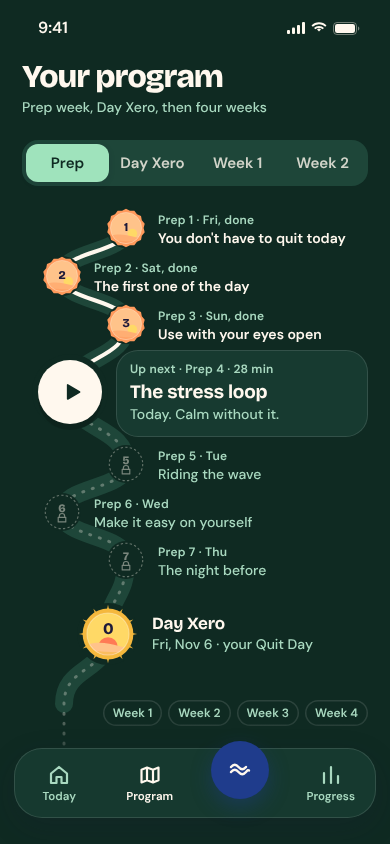 9:41
Your program
Prep week, Day Xero, then four weeks
Prep
Day Xero
Week 1
Week 2
1
Prep 1 · Fri, done
You don't have to quit today
2
Prep 2 · Sat, done
The first one of the day
3
Prep 3 · Sun, done
Use with your eyes open
Up next · Prep 4 · 28 min
The stress loop
Today. Calm without it.
5
Prep 5 · Tue
Riding the wave
6
Prep 6 · Wed
Make it easy on yourself
7
Prep 7 · Thu
The night before
0
Day Xero
Fri, Nov 6 · your Quit Day
Week 1
Week 2
Week 3
Week 4
Today
Program
Progress